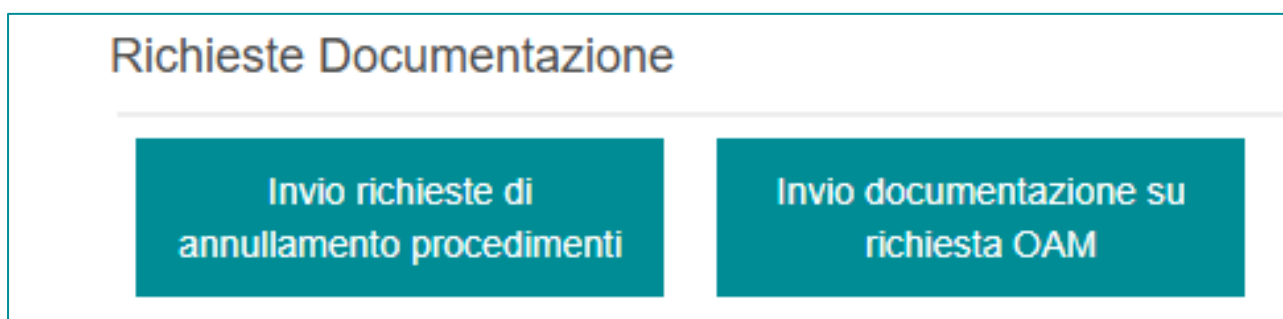 Richieste Documentazione
Invio richieste di
annullamento procedimenti
Invio documentazione su
richiesta OAM